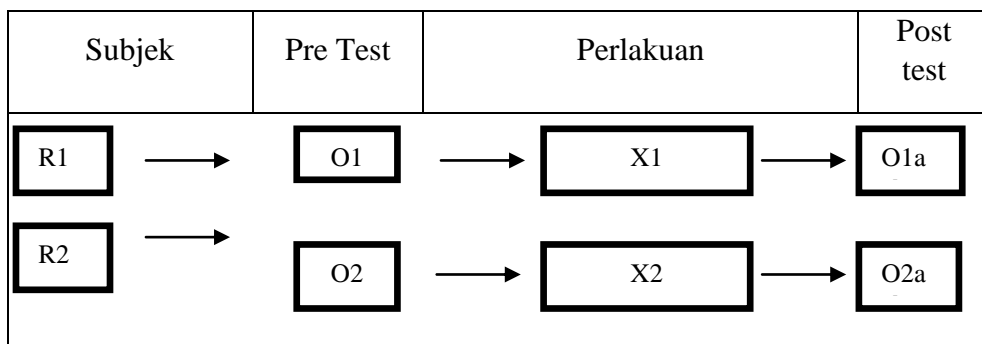 Subjek Pre Test Perlakuan Post
test
R1 O1 X1 O1a
R2
O2 X2 O2a